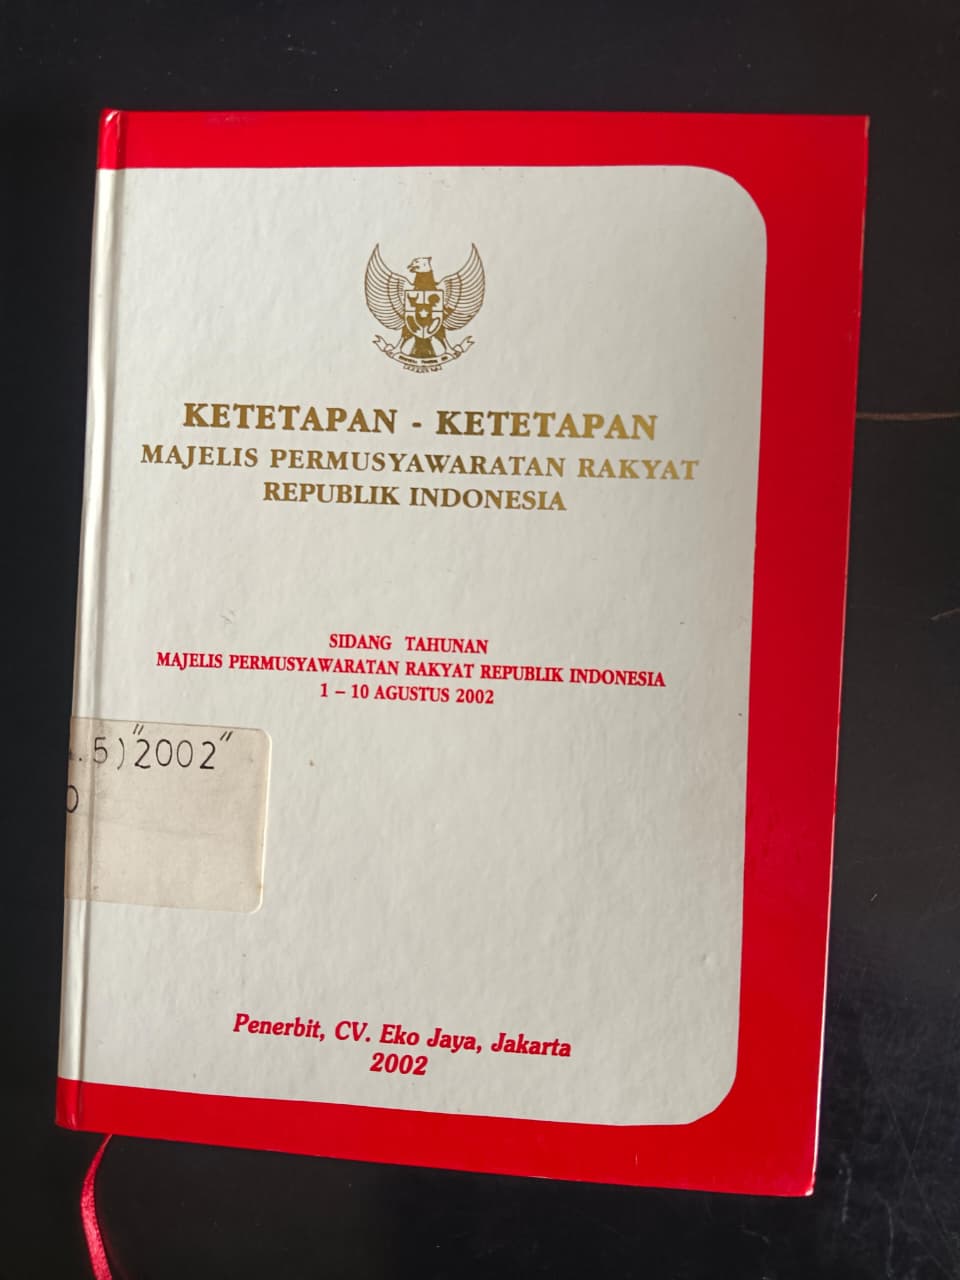 KETETAPAN - KETETAPAN
MAJELIS PERMUSYAWARATAN RAKYAT
REPUBLIK INDONESIA
SIDANG TAHUNAN
MAJELIS PERMUSYAWARATAN RAKYAT REPUBLIK INDONESIA
1 – 10 AGUSTUS 2002
.5) "2002"
Penerbit, CV. Eko Jaya, Jakarta
2002